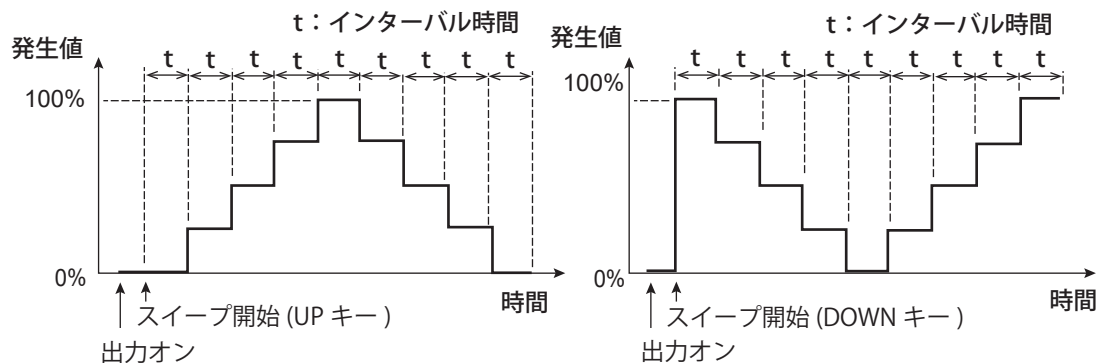 t：インターバル時間
発生値
t t t t t t t t t
100%
0%
時間
スイープ開始 (UP キー )
出力オン
t：インターバル時間
発生値
t t t t t t t t t
100%
0%
時間
スイープ開始 (DOWN キー )
出力オン